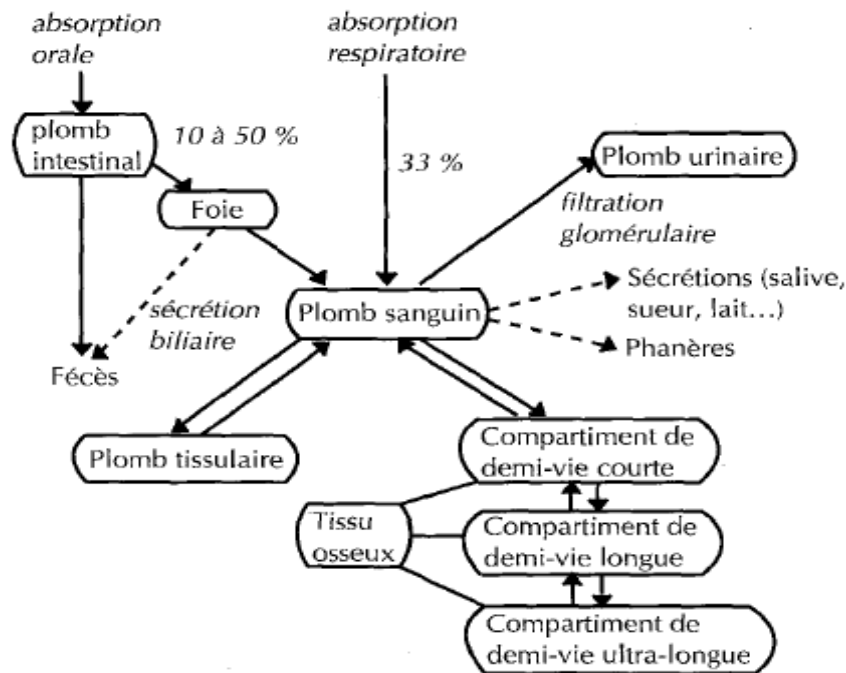 absorption
orale
absorption
respiratoire
plomb
intestinal
10 à 50 %
33 %
Plomb urinaire
Foie
filtration
glomérulaire
sécrétion
biliaire
Plomb sanguin
Sécrétions (salive,
sueur, lait...)
Phanères
Fécès
Plomb tissulaire
Compartiment de
demi-vie courte
Tissu
osseux
Compartiment de
demi-vie longue
Compartiment de
demi-vie ultra-longue